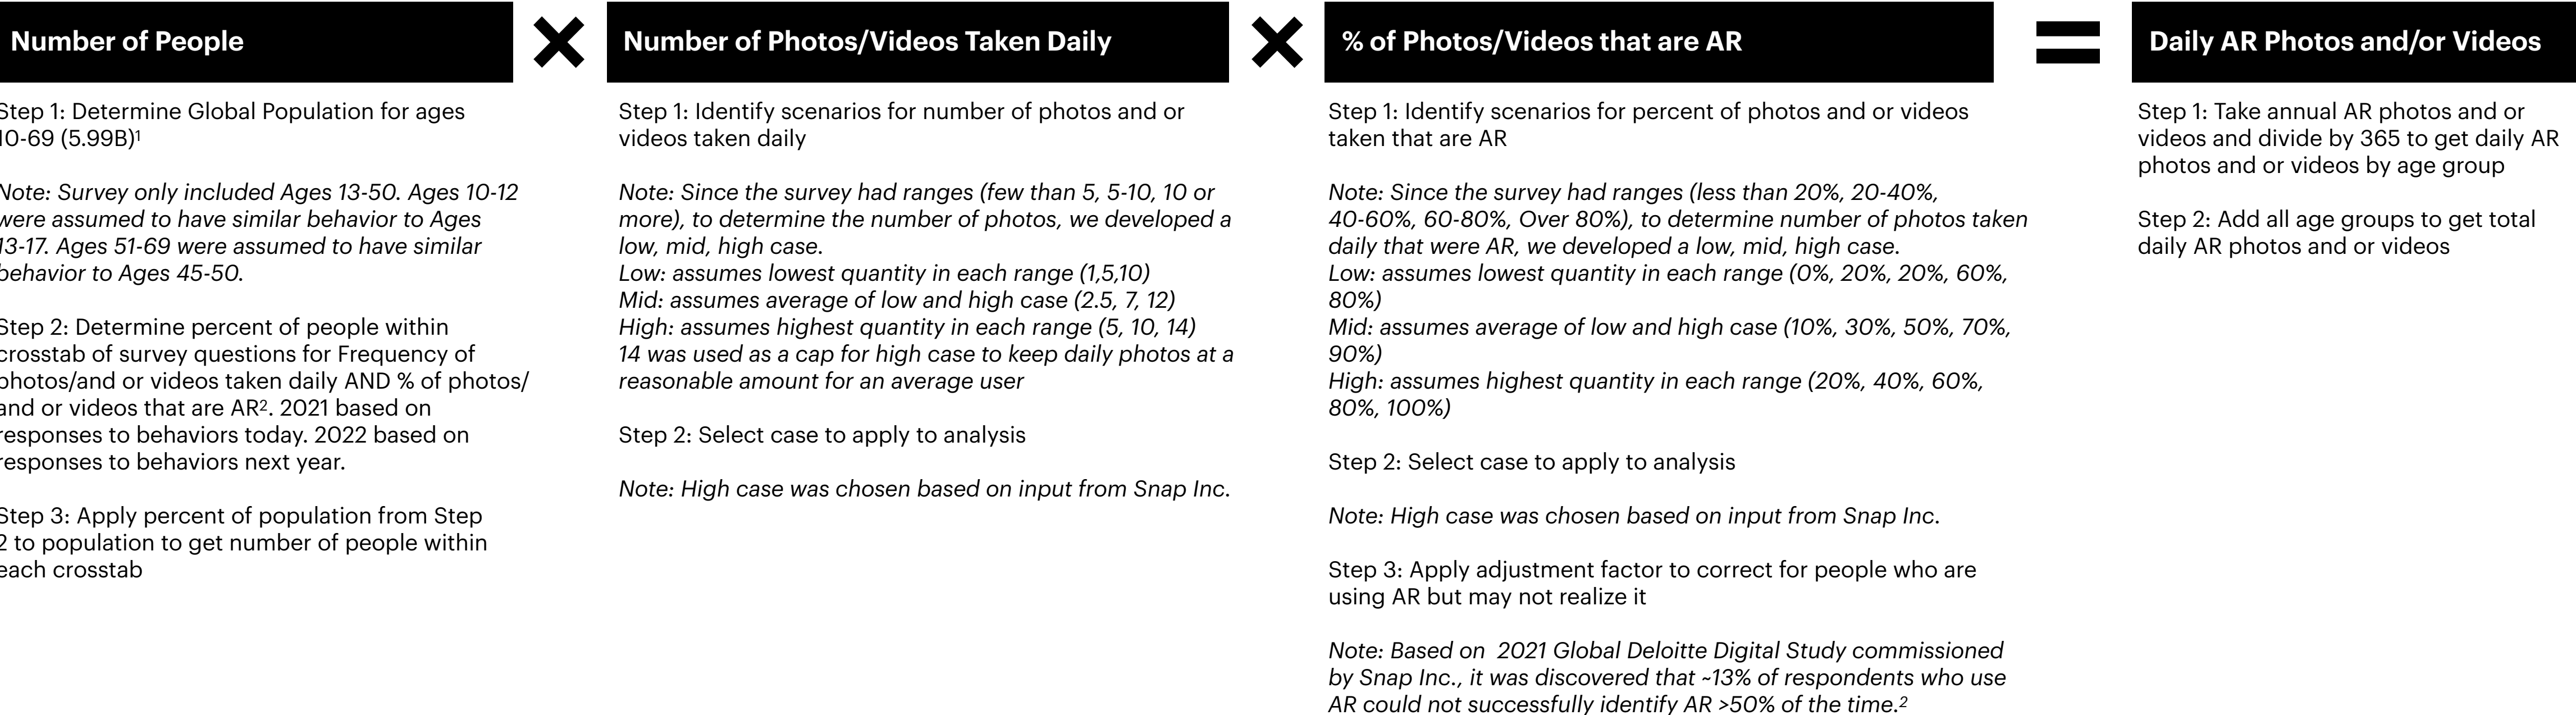 Number of People
Step 1: Determine Global Population for ages
10-69 (5.99B)¹
Note: Survey only included Ages 13-50. Ages 10-12
were assumed to have similar behavior to Ages
13-17. Ages 51-69 were assumed to have similar
behavior to Ages 45-50.
Step 2: Determine percent of people within
crosstab of survey questions for Frequency of
photos/and or videos taken daily AND % of photos/
and or videos that are AR². 2021 based on
responses to behaviors today. 2022 based on
responses to behaviors next year.
Step 3: Apply percent of population from Step
2 to population to get number of people within
each crosstab
×
Number of Photos/Videos Taken Daily
Step 1: Identify scenarios for number of photos and or
videos taken daily
Note: Since the survey had ranges (few than 5, 5-10, 10 or
more), to determine the number of photos, we developed a
low, mid, high case.
Low: assumes lowest quantity in each range (1,5,10)
Mid: assumes average of low and high case (2.5, 7, 12)
High: assumes highest quantity in each range (5, 10, 14)
14 was used as a cap for high case to keep daily photos at a
reasonable amount for an average user
Step 2: Select case to apply to analysis
Note: High case was chosen based on input from Snap Inc.
×
% of Photos/Videos that are AR
Step 1: Identify scenarios for percent of photos and or videos
taken that are AR
Note: Since the survey had ranges (less than 20%, 20-40%,
40-60%, 60-80%, Over 80%), to determine number of photos taken
daily that were AR, we developed a low, mid, high case.
Low: assumes lowest quantity in each range (0%, 20%, 20%, 60%,
80%)
Mid: assumes average of low and high case (10%, 30%, 50%, 70%,
90%)
High: assumes highest quantity in each range (20%, 40%, 60%,
80%, 100%)
Step 2: Select case to apply to analysis
Note: High case was chosen based on input from Snap Inc.
Step 3: Apply adjustment factor to correct for people who are
using AR but may not realize it
Note: Based on 2021 Global Deloitte Digital Study commissioned
by Snap Inc., it was discovered that ~13% of respondents who use
AR could not successfully identify AR >50% of the time.²
=
Daily AR Photos and/or Videos
Step 1: Take annual AR photos and or
videos and divide by 365 to get daily AR
photos and or videos by age group
Step 2: Add all age groups to get total
daily AR photos and or videos